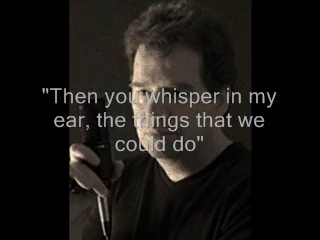 "Then you whisper in my
ear, the things that we
could do"